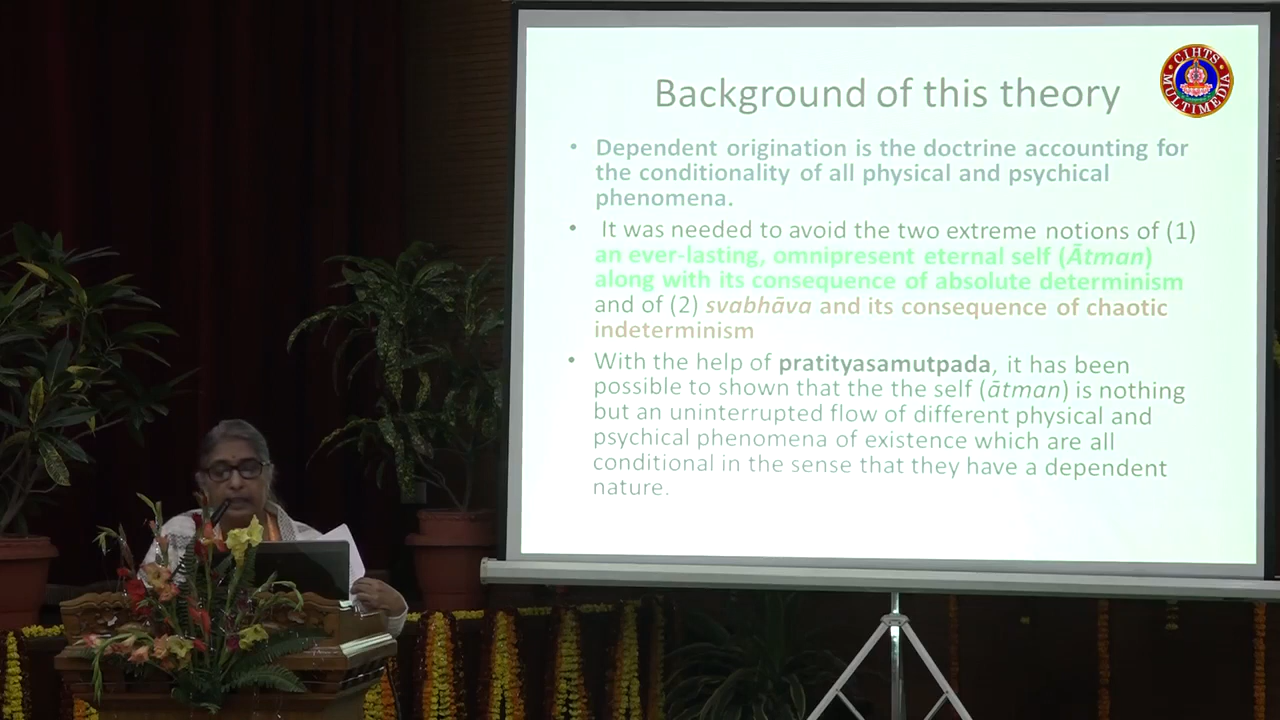 Background of this theory
CIHTS
MULTIMEDIA
• Dependent origination is the doctrine accounting for
the conditionality of all physical and psychical
phenomena.
• It was needed to avoid the two extreme notions of (1)
an ever-lasting, omnipresent eternal self (Ātman)
along with its consequence of absolute determinism
and of (2) svabhāva and its consequence of chaotic
indeterminism
• With the help of pratityasamutpada, it has been
possible to shown that the the self (ātman) is nothing
but an uninterrupted flow of different physical and
psychical phenomena of existence which are all
conditional in the sense that they have a dependent
nature.